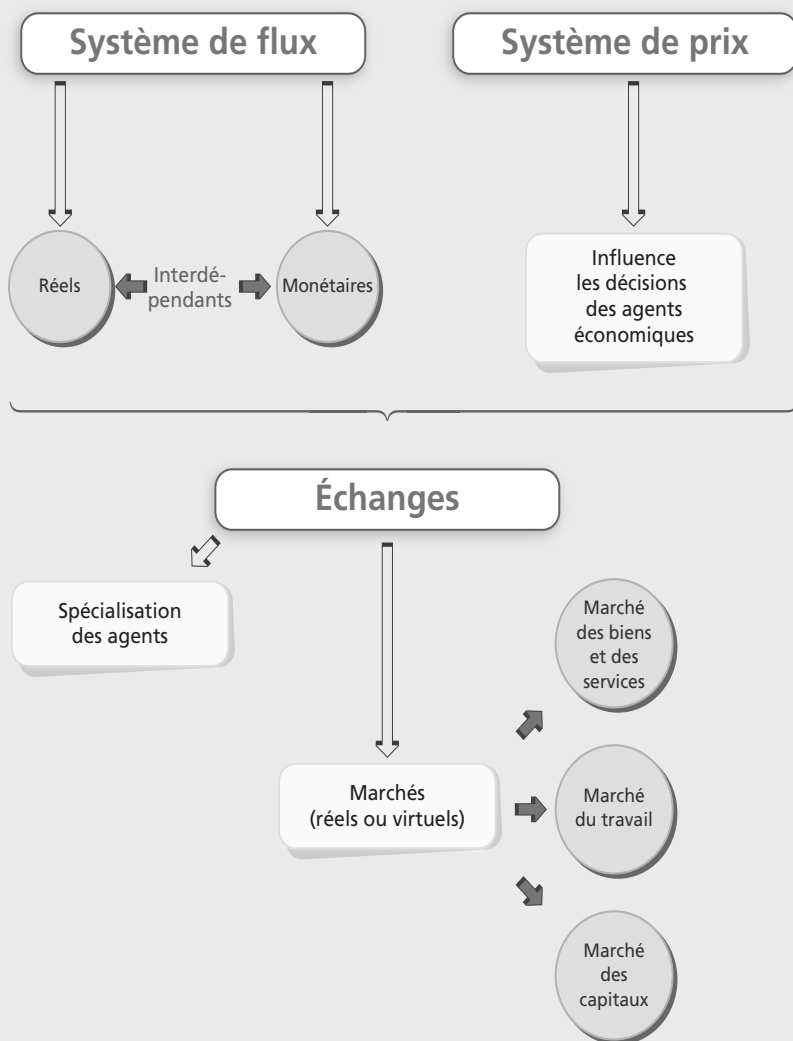 Système de flux
Système de prix
Réels
Interdé-
pendants
Monétaires
Influence
les décisions
des agents
économiques
Échanges
Spécialisation
des agents
Marchés
(réels ou virtuels)
Marché
des biens
et des
services
Marché
du travail
Marché
des
capitaux